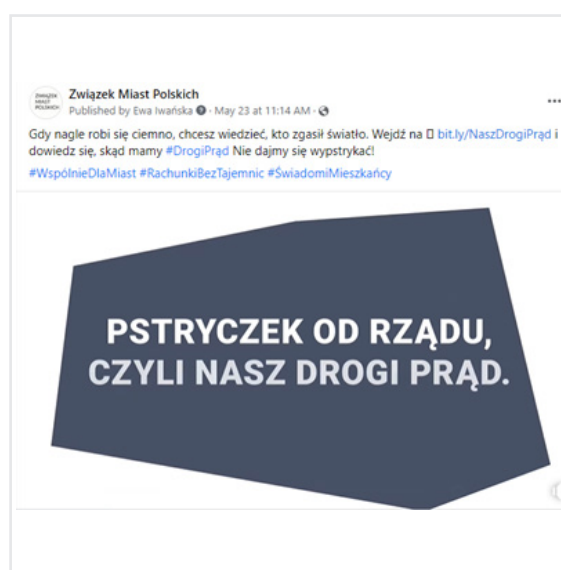 ZWIĄZEK
MIAST
POLSKICH
Związek Miast Polskich
Published by Ewa Iwańska · May 23 at 11:14 AM ·
Gdy nagle robi się ciemno, chcesz wiedzieć, kto zgasił światło. Wejdź na bit.ly/NaszDrogiPrąd i
dowiedz się, skąd mamy #DrogiPrąd Nie dajmy się wypstrykać!
#WspólnieDlaMiast #RachunkiBezTajemnic #ŚwiadomiMieszkańcy
PSTRYCZEK OD RZĄDU,
CZYLI NASZ DROGI PRĄD.